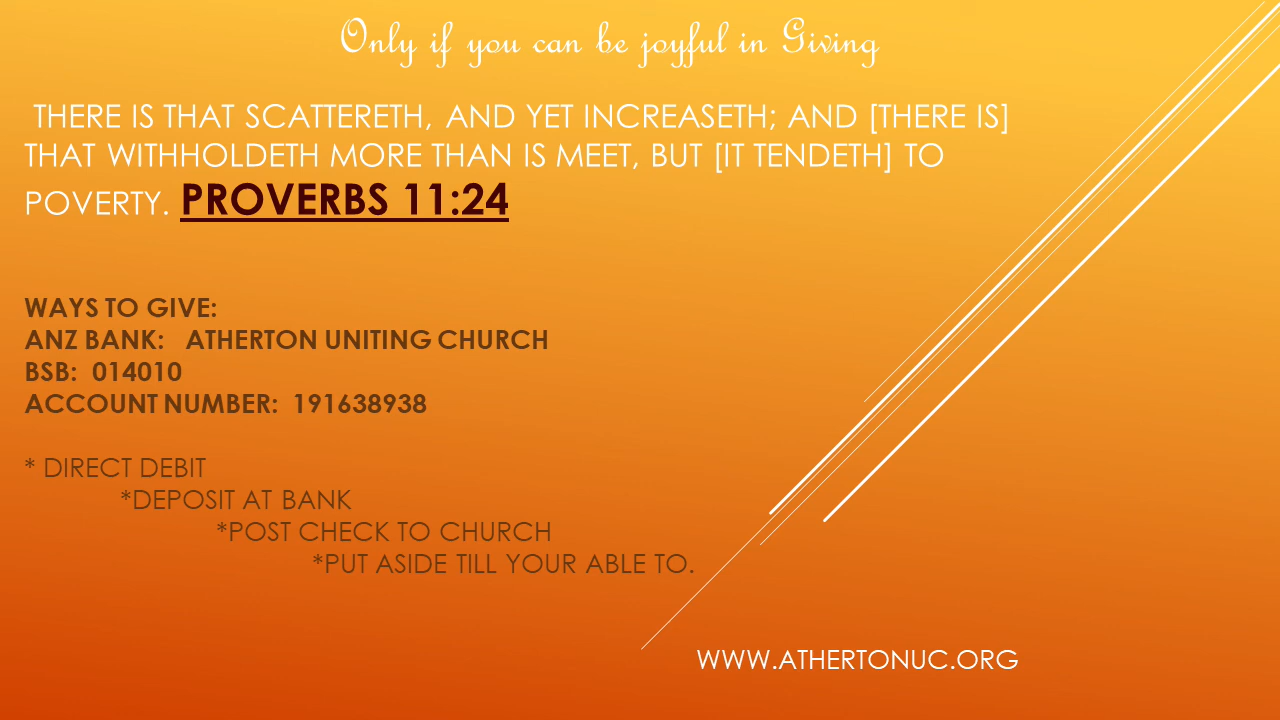 Only if you can be joyful in Giving
THERE IS THAT SCATTERETH, AND YET INCREASETH; AND [THERE IS]
THAT WITHHOLDETH MORE THAN IS MEET, BUT [IT TENDETH] TO
POVERTY. PROVERBS 11:24
WAYS TO GIVE:
ANZ BANK: ATHERTON UNITING CHURCH
BSB: 014010
ACCOUNT NUMBER: 191638938
* DIRECT DEBIT
*DEPOSIT AT BANK
*POST CHECK TO CHURCH
*PUT ASIDE TILL YOUR ABLE TO.
WWW.ATHERTONUC.ORG